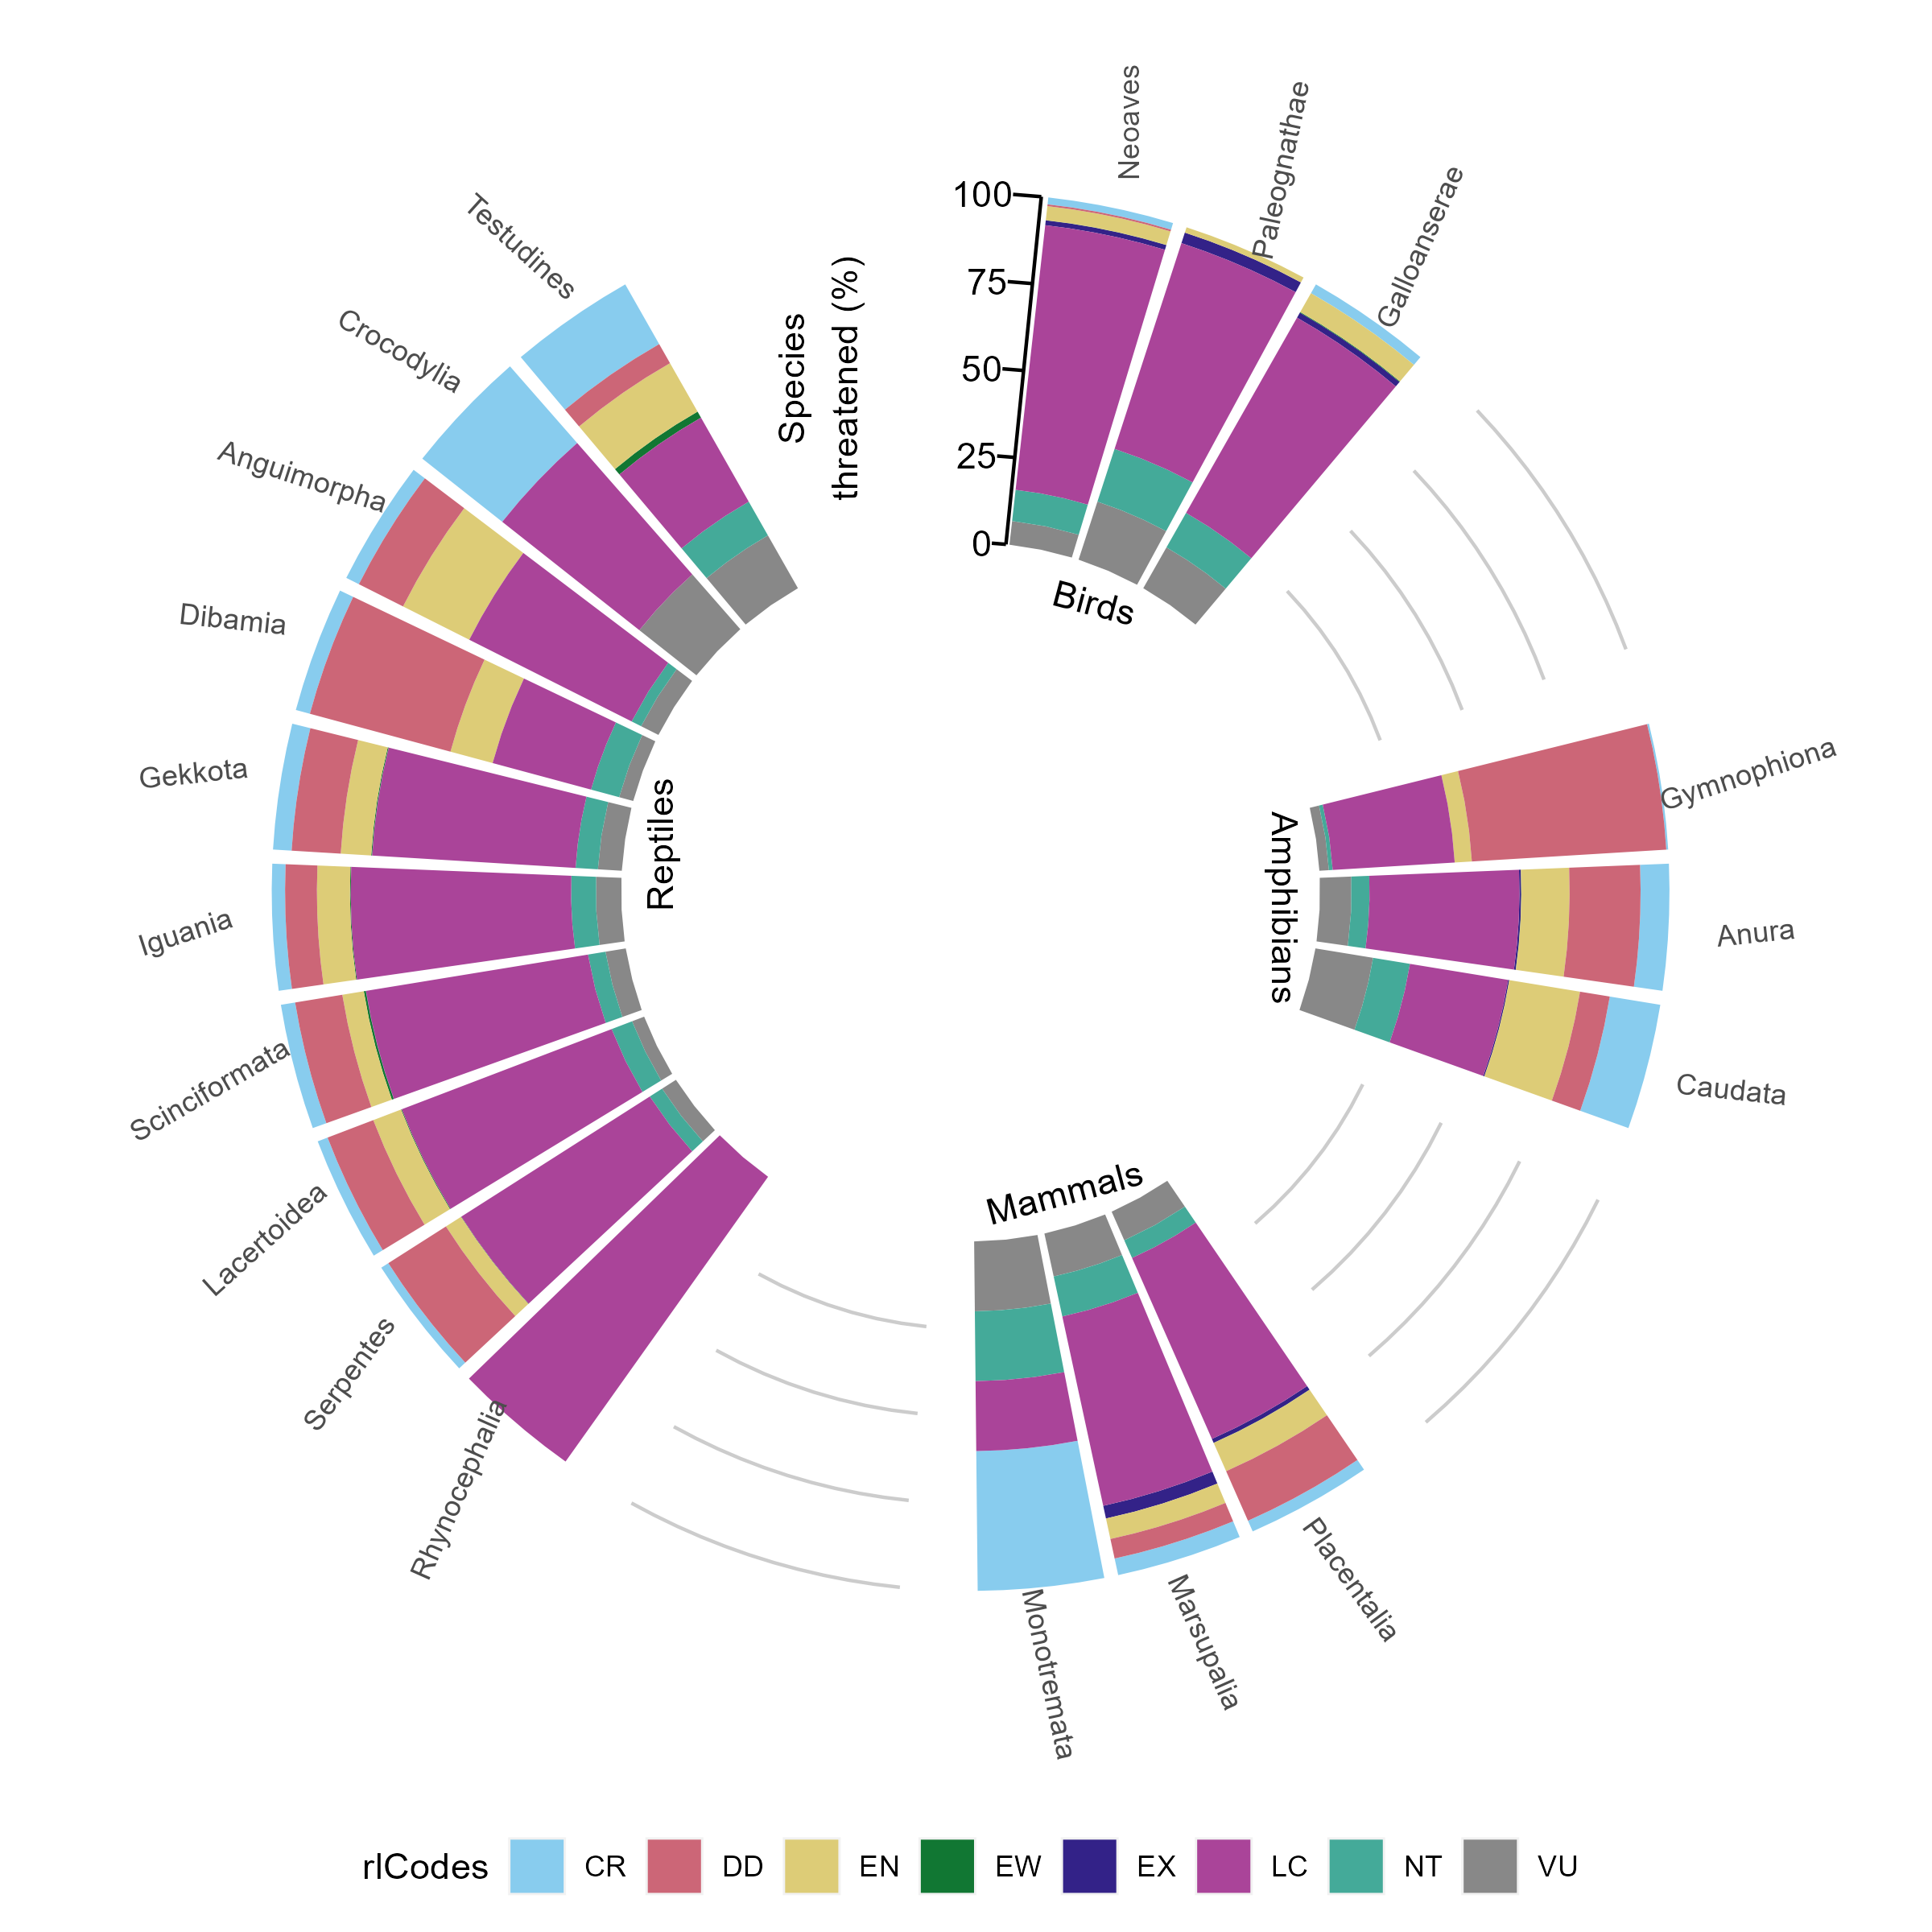 Neoaves
Paleognathae
Galloanserae
Testudines
Crocodylia
Anguimorpha
Dibamia
Gekkota
Iguania
Scinciformata
Lacertoidea
Serpentes
Rhynocephalia
Species
threatened (%)
100
75
50
25
0
Birds
Reptiles
Amphibians
Mammals
Gymnophiona
Anura
Caudata
Placentalia
Marsupalia
Monotremata
rlCodes CR DD EN EW EX LC NT VU